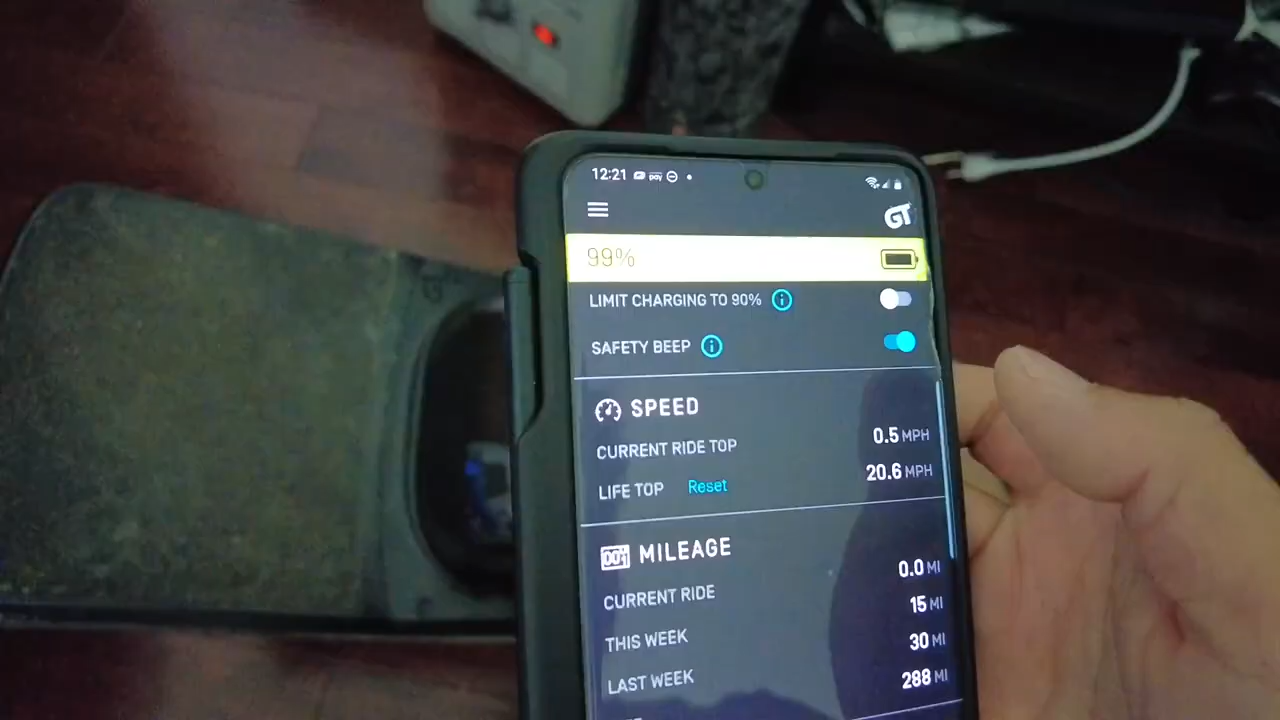 12:21 pay
GT
99%
LIMIT CHARGING TO 90% i
SAFETY BEEP i
SPEED
CURRENT RIDE TOP 0.5 MPH
LIFE TOP Reset 20.6 MPH
001 MILEAGE
CURRENT RIDE 0.0 MI
THIS WEEK 15 MI
LAST WEEK 30 MI
288 MI